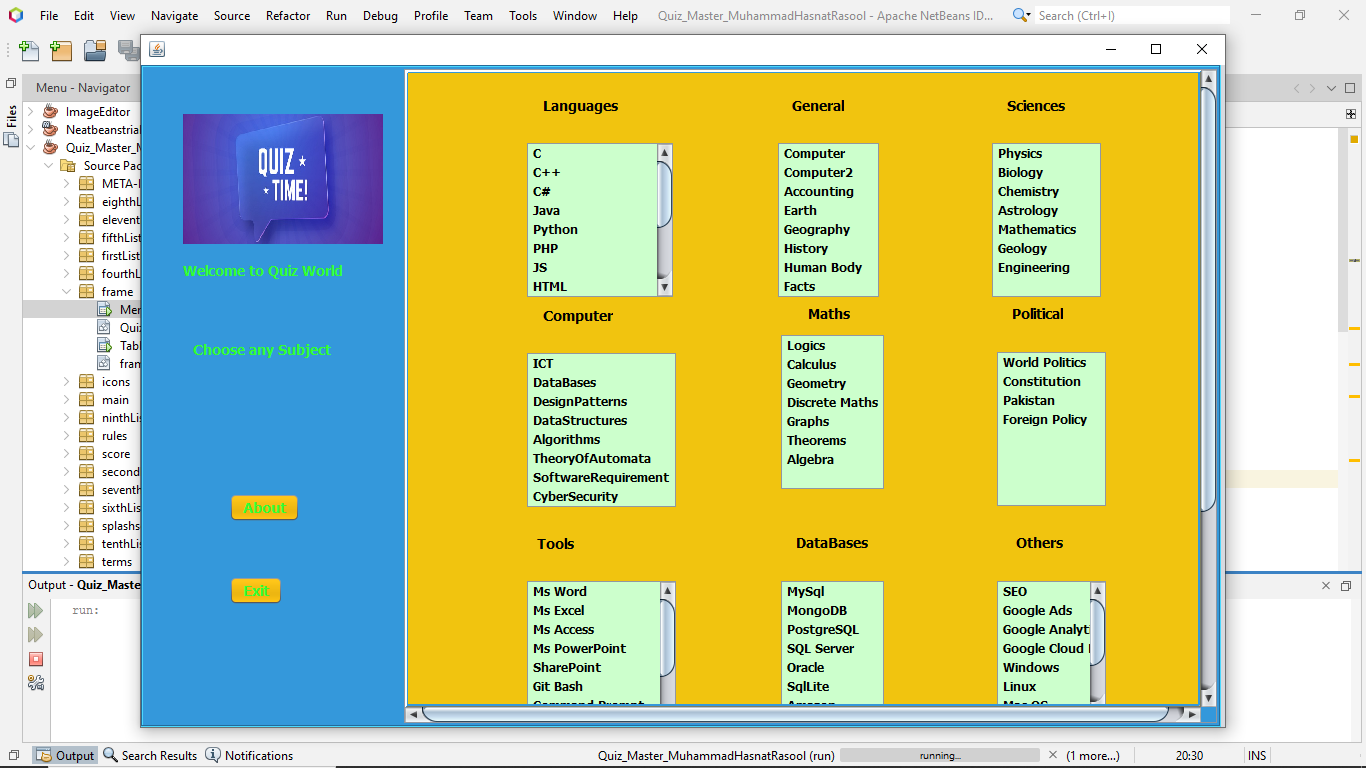 File Edit View Navigate Source Refactor Run Debug Profile Team Tools Window Help
Quiz_Master_MuhammadHasnatRasool - Apache NetBeans ID...
Search (Ctrl+I)
Menu - Navigator
Files
ImageEditor
Neatbeanstrial
Quiz_Master_M
Source Pac
META-I
eighthL
elevent
fifthList
firstList
fourthL
frame
Mer
Quiz
Tabl
fran
icons
main
ninthLis
rules
score
second
seventh
sixthLis
splashs
tenthLis
terms
QUIZ
TIME!
Welcome to Quiz World
Choose any Subject
About
Exit
Languages
C
C++
C#
Java
Python
PHP
JS
HTML
General
Computer
Computer2
Accounting
Earth
Geography
History
Human Body
Facts
Sciences
Physics
Biology
Chemistry
Astrology
Mathematics
Geology
Engineering
Computer
ICT
DataBases
DesignPatterns
DataStructures
Algorithms
TheoryOfAutomata
SoftwareRequirement
CyberSecurity
Maths
Logics
Calculus
Geometry
Discrete Maths
Graphs
Theorems
Algebra
Political
World Politics
Constitution
Pakistan
Foreign Policy
Tools
Ms Word
Ms Excel
Ms Access
Ms PowerPoint
SharePoint
Git Bash
Command Prompt
DataBases
MySql
MongoDB
PostgreSQL
SQL Server
Oracle
SqlLite
Amazon
Others
SEO
Google Ads
Google Analyt
Google Cloud
Windows
Linux
Mac OS
Output - Quiz_Master
run:
Output
Search Results
Notifications
Quiz_Master_MuhammadHasnatRasool (run)
running...
(1 more...)
20:30
INS